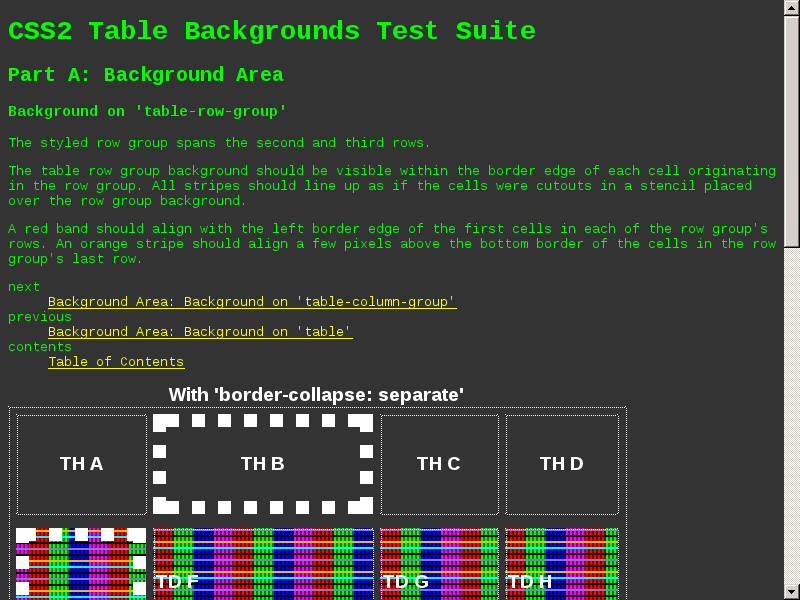 CSS2 Table Backgrounds Test Suite
Part A: Background Area
Background on 'table-row-group'
The styled row group spans the second and third rows.
The table row group background should be visible within the border edge of each cell originating
in the row group. All stripes should line up as if the cells were cutouts in a stencil placed
over the row group background.
A red band should align with the left border edge of the first cells in each of the row group's
rows. An orange stripe should align a few pixels above the bottom border of the cells in the row
group's last row.
next
Background Area: Background on 'table-column-group'
previous
Background Area: Background on 'table'
contents
Table of Contents
With 'border-collapse: separate'
TH A TH B TH C TH D
TD F TD G TD H